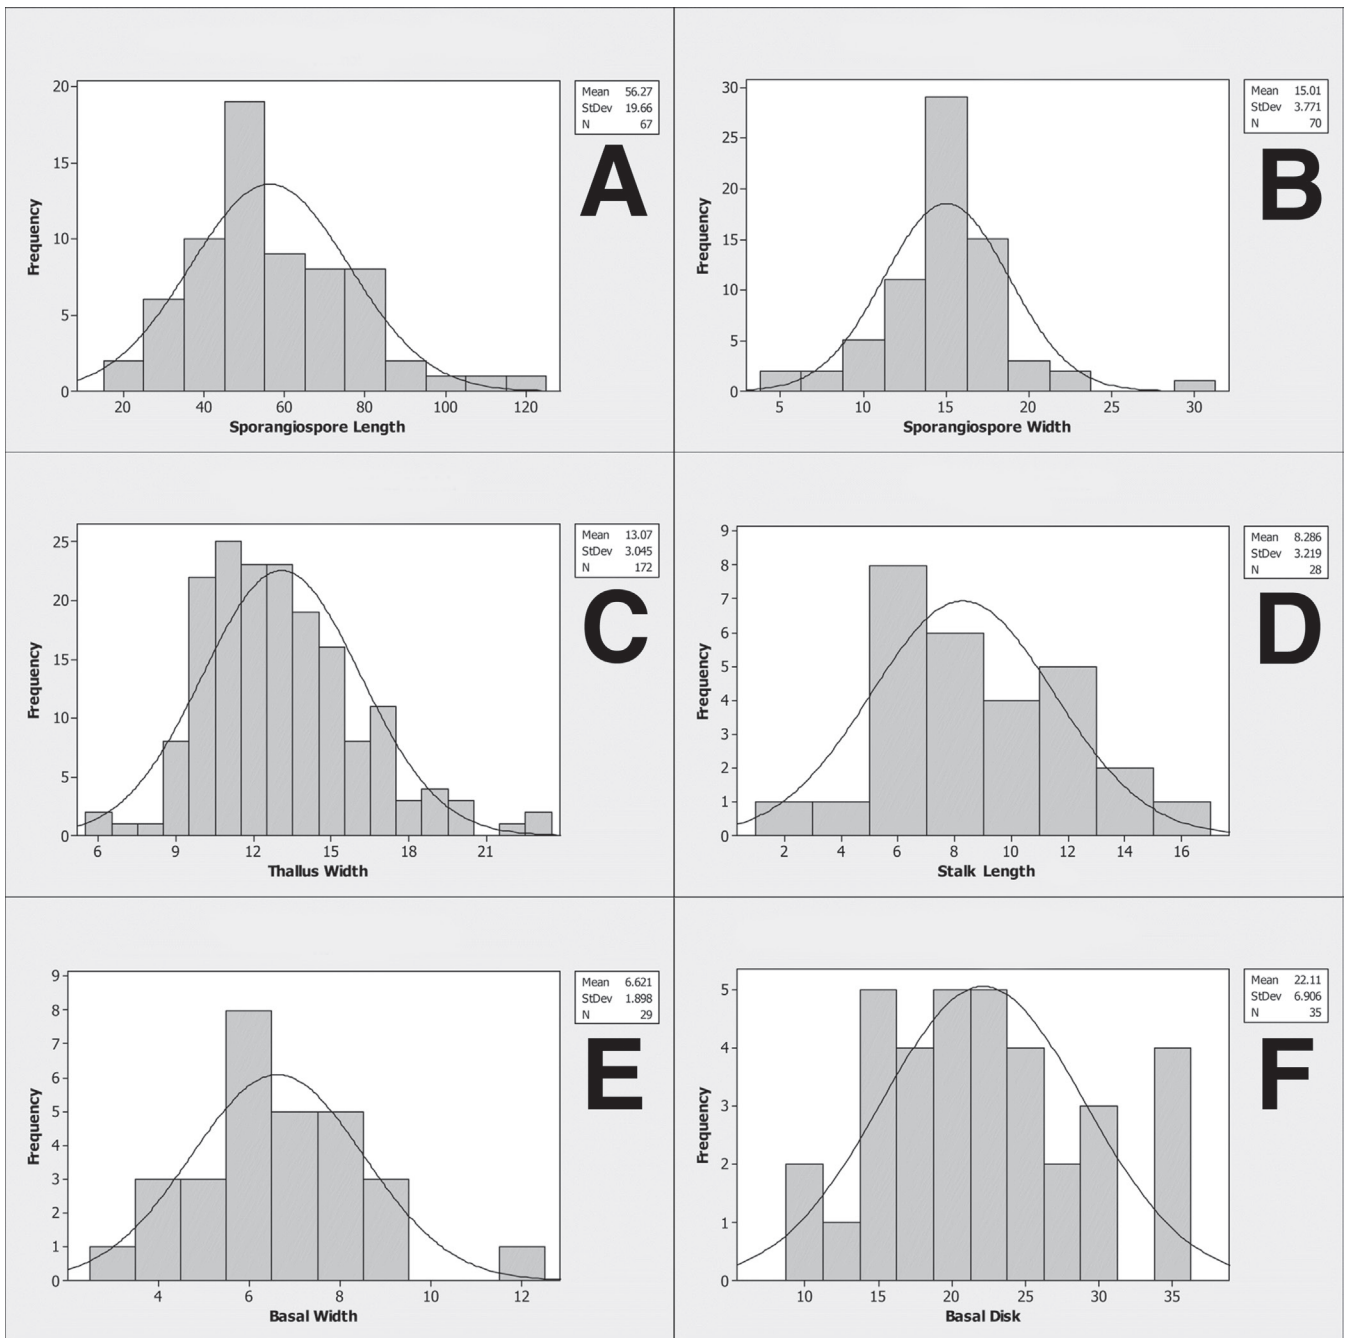 20
15
10
5
0
Frequency
20 40 60 80 100 120
Sporangiospore Length
Mean 56.27
StDev 19.66
N 67
A
30
25
20
15
10
5
0
Frequency
5 10 15 20 25 30
Sporangiospore Width
Mean 15.01
StDev 3.771
N 70
B
25
20
15
10
5
0
Frequency
6 9 12 15 18 21
Thallus Width
Mean 13.07
StDev 3.045
N 172
C
9
8
7
6
5
4
3
2
1
0
Frequency
2 4 6 8 10 12 14 16
Stalk Length
Mean 8.286
StDev 3.219
N 28
D
9
8
7
6
5
4
3
2
1
0
Frequency
4 6 8 10 12
Basal Width
Mean 6.621
StDev 1.898
N 29
E
5
4
3
2
1
0
Frequency
10 15 20 25 30 35
Basal Disk
Mean 22.11
StDev 6.906
N 35
F